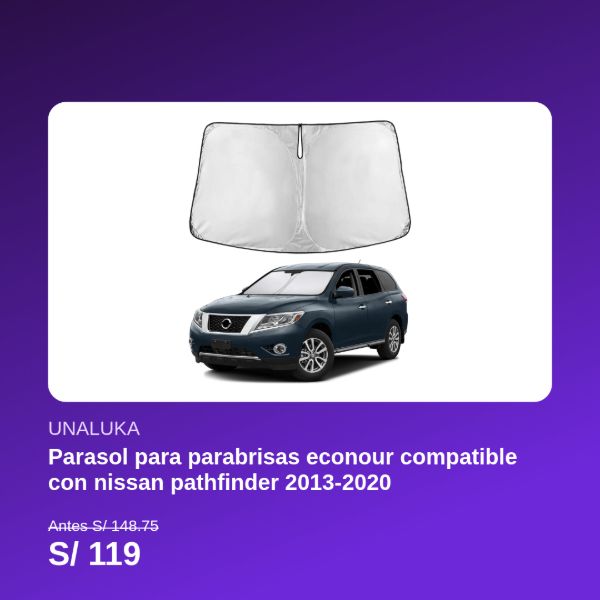 UNALUKA
Parasol para parabrisas econour compatible
con nissan pathfinder 2013-2020
Antes S/ 148.75
S/ 119